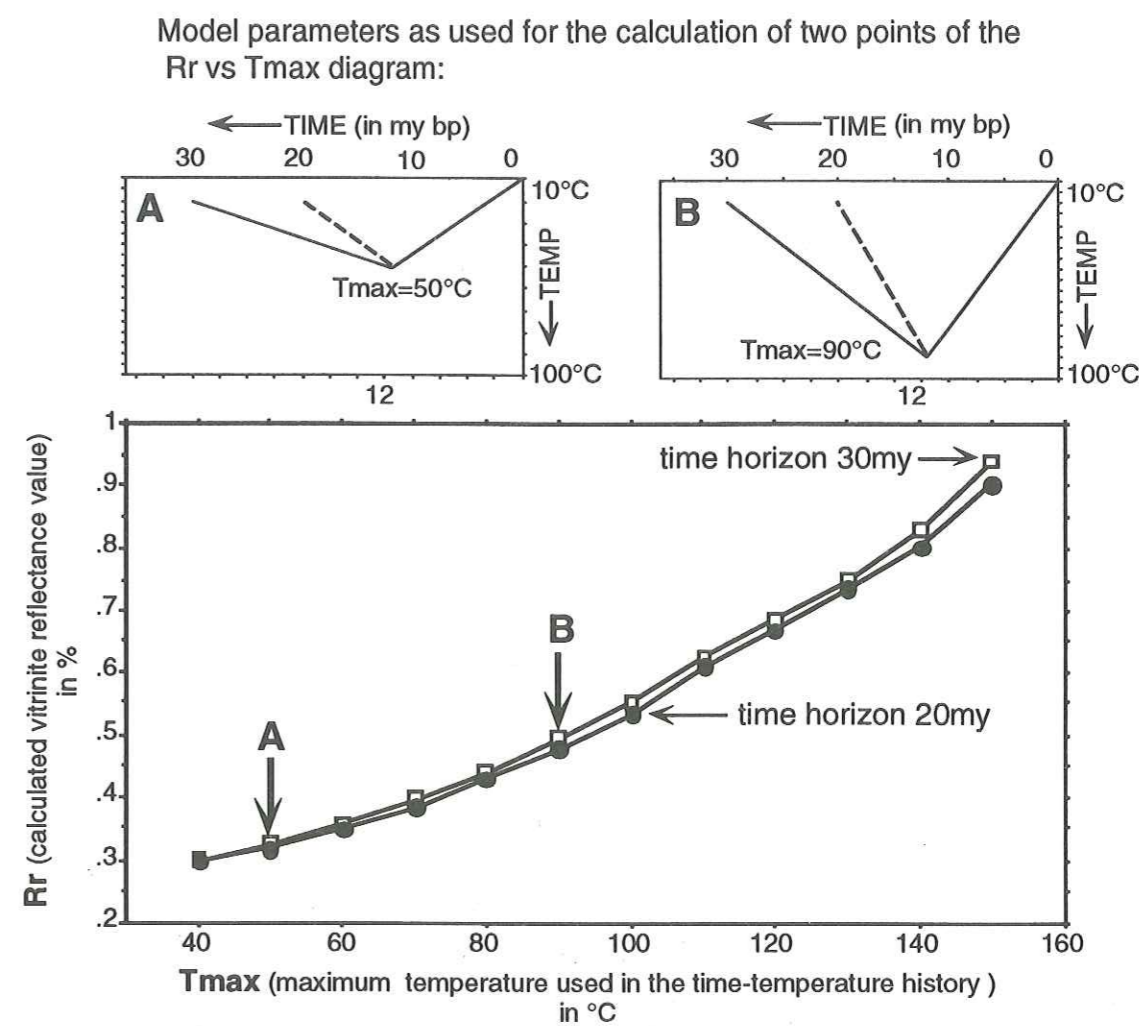 Model parameters as used for the calculation of two points of the
Rr vs Tmax diagram:
TIME (in my bp)
30 20 10 0
A
10°C
TEMP
Tmax=50°C
100°C
12
TIME (in my bp)
30 20 10 0
B
10°C
TEMP
Tmax=90°C
100°C
12
Rr (calculated vitrinite reflectance value)
in %
1
.9
.8
.7
.6
.5
.4
.3
.2
time horizon 30my
B
time horizon 20my
A
40 60 80 100 120 140 160
Tmax (maximum temperature used in the time-temperature history )
in °C